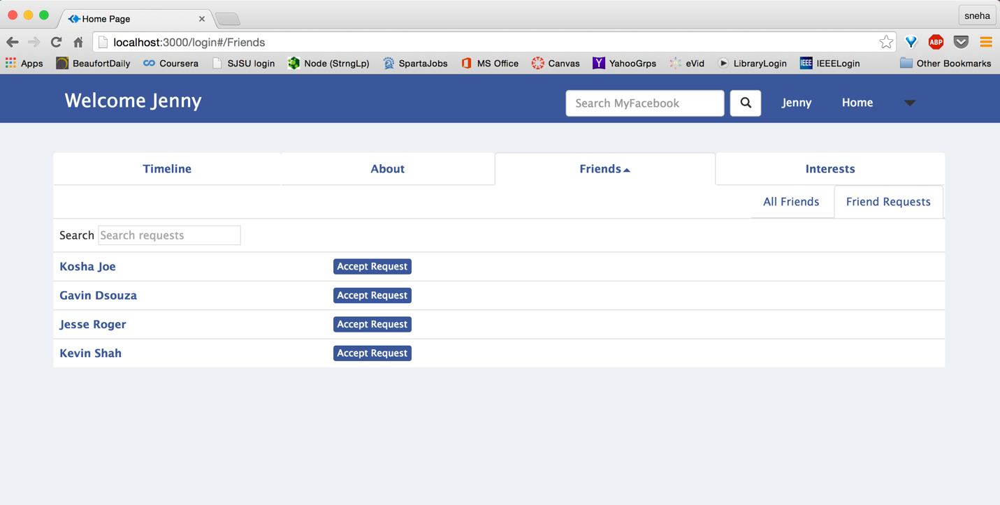 Home Page
sneha
localhost:3000/login#/Friends
ABP
Apps BeaufortDaily Coursera SJSU login Node (StrngLp) SpartaJobs MS Office Canvas Y YahooGrps eVid LibraryLogin IEEE IEEELogin Other Bookmarks
Welcome Jenny Search MyFacebook Jenny Home
Timeline About Friends Interests
All Friends Friend Requests
Search Search requests
Kosha Joe Accept Request
Gavin Dsouza Accept Request
Jesse Roger Accept Request
Kevin Shah Accept Request